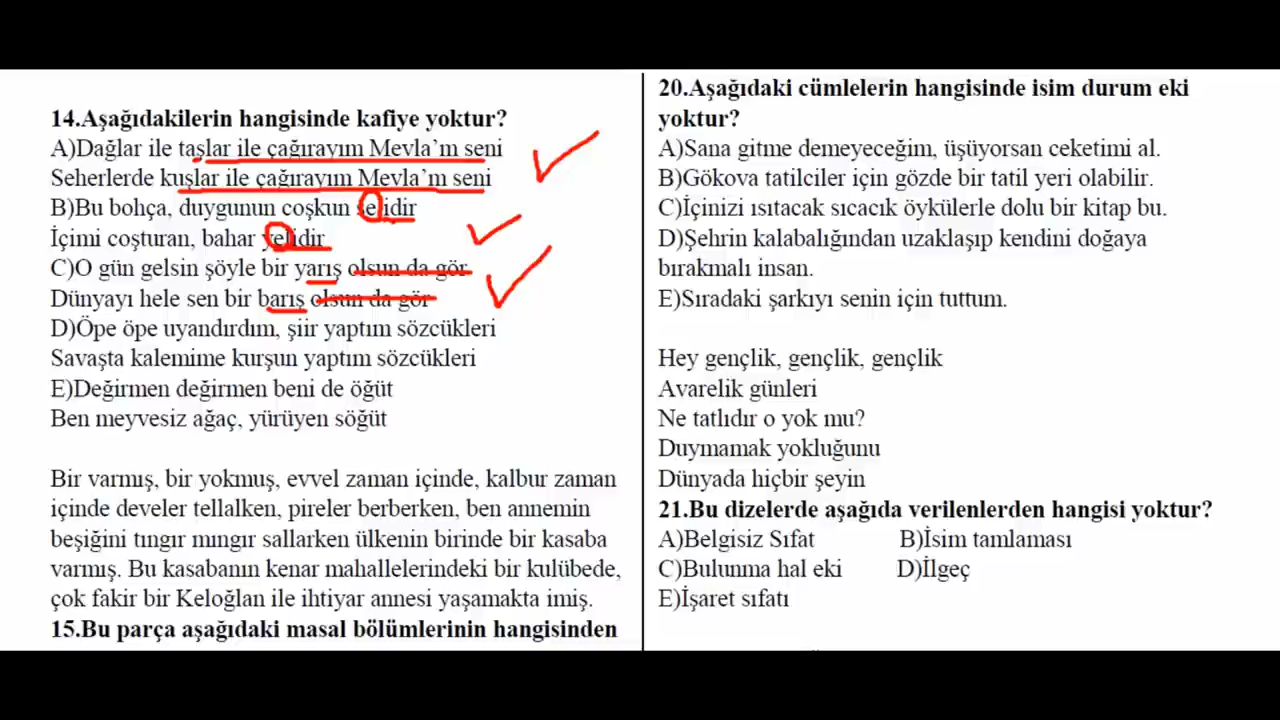 14.Aşağıdakilerin hangisinde kafiye yoktur?
A)Dağlar ile taşlar ile çağırayım Mevla’m seni
Seherlerde kuşlar ile çağırayım Mevla’m seni
B)Bu bohça, duygunun coşkun selidir
İçimi coşturan, bahar yelidir
C)O gün gelsin şöyle bir yarış olsun da gör
Dünyayı hele sen bir barış olsun da gör
D)Öpe öpe uyandırdım, şiir yaptım sözcükleri
Savaşta kalemime kurşun yaptım sözcükleri
E)Değirmen değirmen beni de öğüt
Ben meyvesiz ağaç, yürüyen söğüt
Bir varmış, bir yokmuş, evvel zaman içinde, kalbur zaman
içinde develer tellalken, pireler berberken, ben annemin
beşiğini tıngır mıngır sallarken ülkenin birinde bir kasaba
varmış. Bu kasabanın kenar mahallelerindeki bir kulübede,
çok fakir bir Keloğlan ile ihtiyar annesi yaşamakta imiş.
15.Bu parça aşağıdaki masal bölümlerinin hangisinden
20.Aşağıdaki cümlelerin hangisinde isim durum eki
yoktur?
A)Sana gitme demeyeceğim, üşüyorsan ceketimi al.
B)Gökova tatilciler için gözde bir tatil yeri olabilir.
C)İçinizi ısıtacak sıcacık öykülerle dolu bir kitap bu.
D)Şehrin kalabalığından uzaklaşıp kendini doğaya
bırakmalı insan.
E)Sıradaki şarkıyı senin için tuttum.
Hey gençlik, gençlik, gençlik
Avarelik günleri
Ne tatlıdır o yok mu?
Duymamak yokluğunu
Dünyada hiçbir şeyin
21.Bu dizelerde aşağıda verilenlerden hangisi yoktur?
A)Belgisiz Sıfat B)İsim tamlaması
C)Bulunma hal eki D)İlgeç
E)İşaret sıfatı